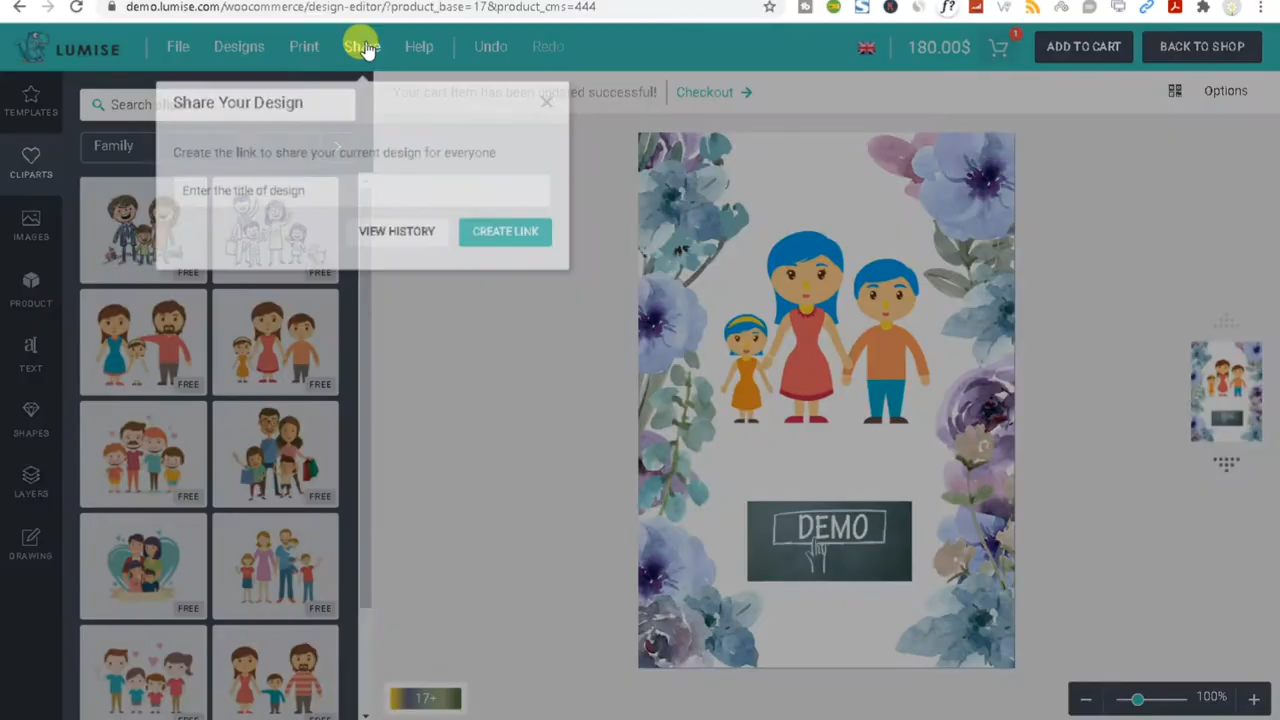 demo.lumise.com/woocommerce/design-editor/?product_base=17&product_cms=444
LUMISE
File
Designs
Print
Share
Help
Undo
Redo
180.00$
1
ADD TO CART
BACK TO SHOP
TEMPLATES
CLIPARTS
IMAGES
PRODUCT
TEXT
SHAPES
LAYERS
DRAWING
Search
Family
Share Your Design
Create the link to share your current design for everyone
Enter the title of design
VIEW HISTORY
CREATE LINK
Your cart item has been updated successful!
Checkout
Options
FREE
FREE
FREE
FREE
FREE
FREE
FREE
FREE
DEMO
17+
100%